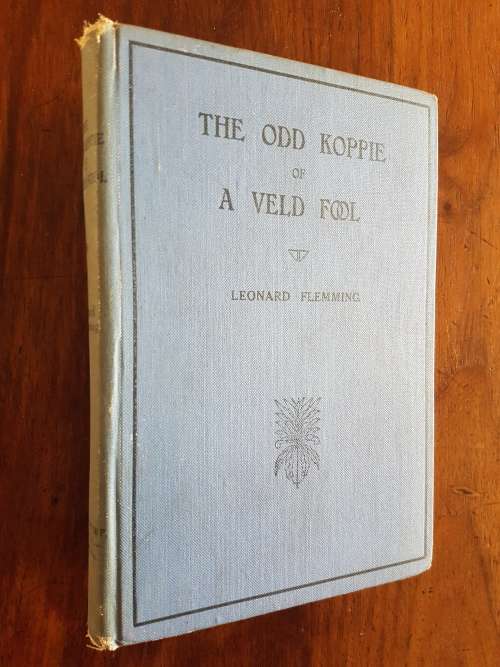 THE ODD KOPPIE
OF
A VELD FOOL
LEONARD FLEMMING.